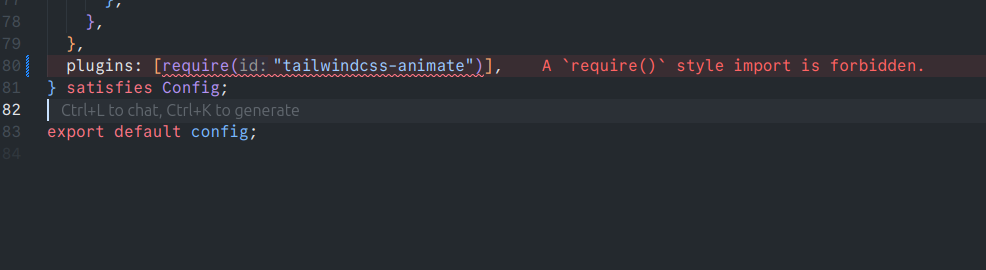 77 },
78 },
79 },
80 plugins: [require(id: "tailwindcss-animate")], A `require()` style import is forbidden.
81 } satisfies Config;
82 Ctrl+L to chat, Ctrl+K to generate
83 export default config;
84